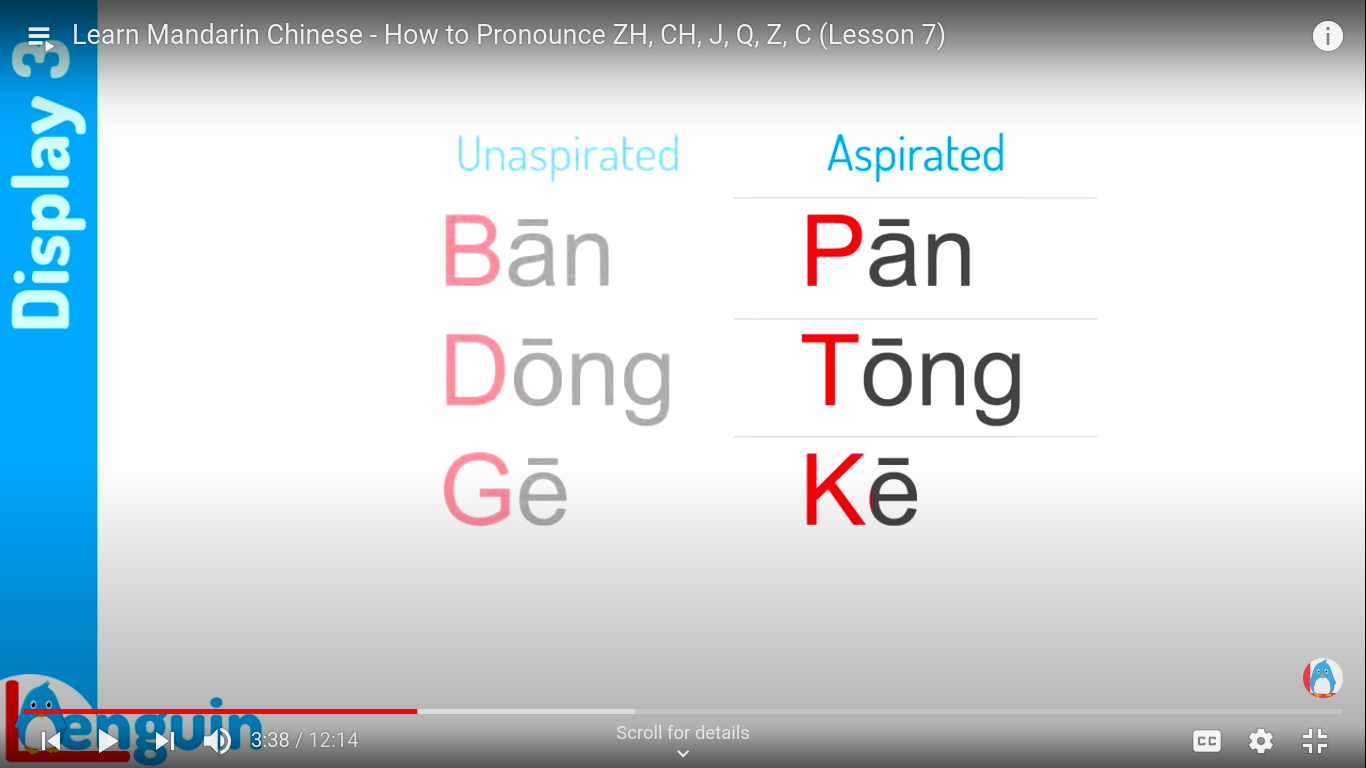 Learn Mandarin Chinese - How to Pronounce ZH, CH, J, Q, Z, C (Lesson 7)
Display 3
Unaspirated Aspirated
Bān Pān
Dōng Tōng
Gē Kē
Lenguin
3:38 / 12:14
Scroll for details
CC